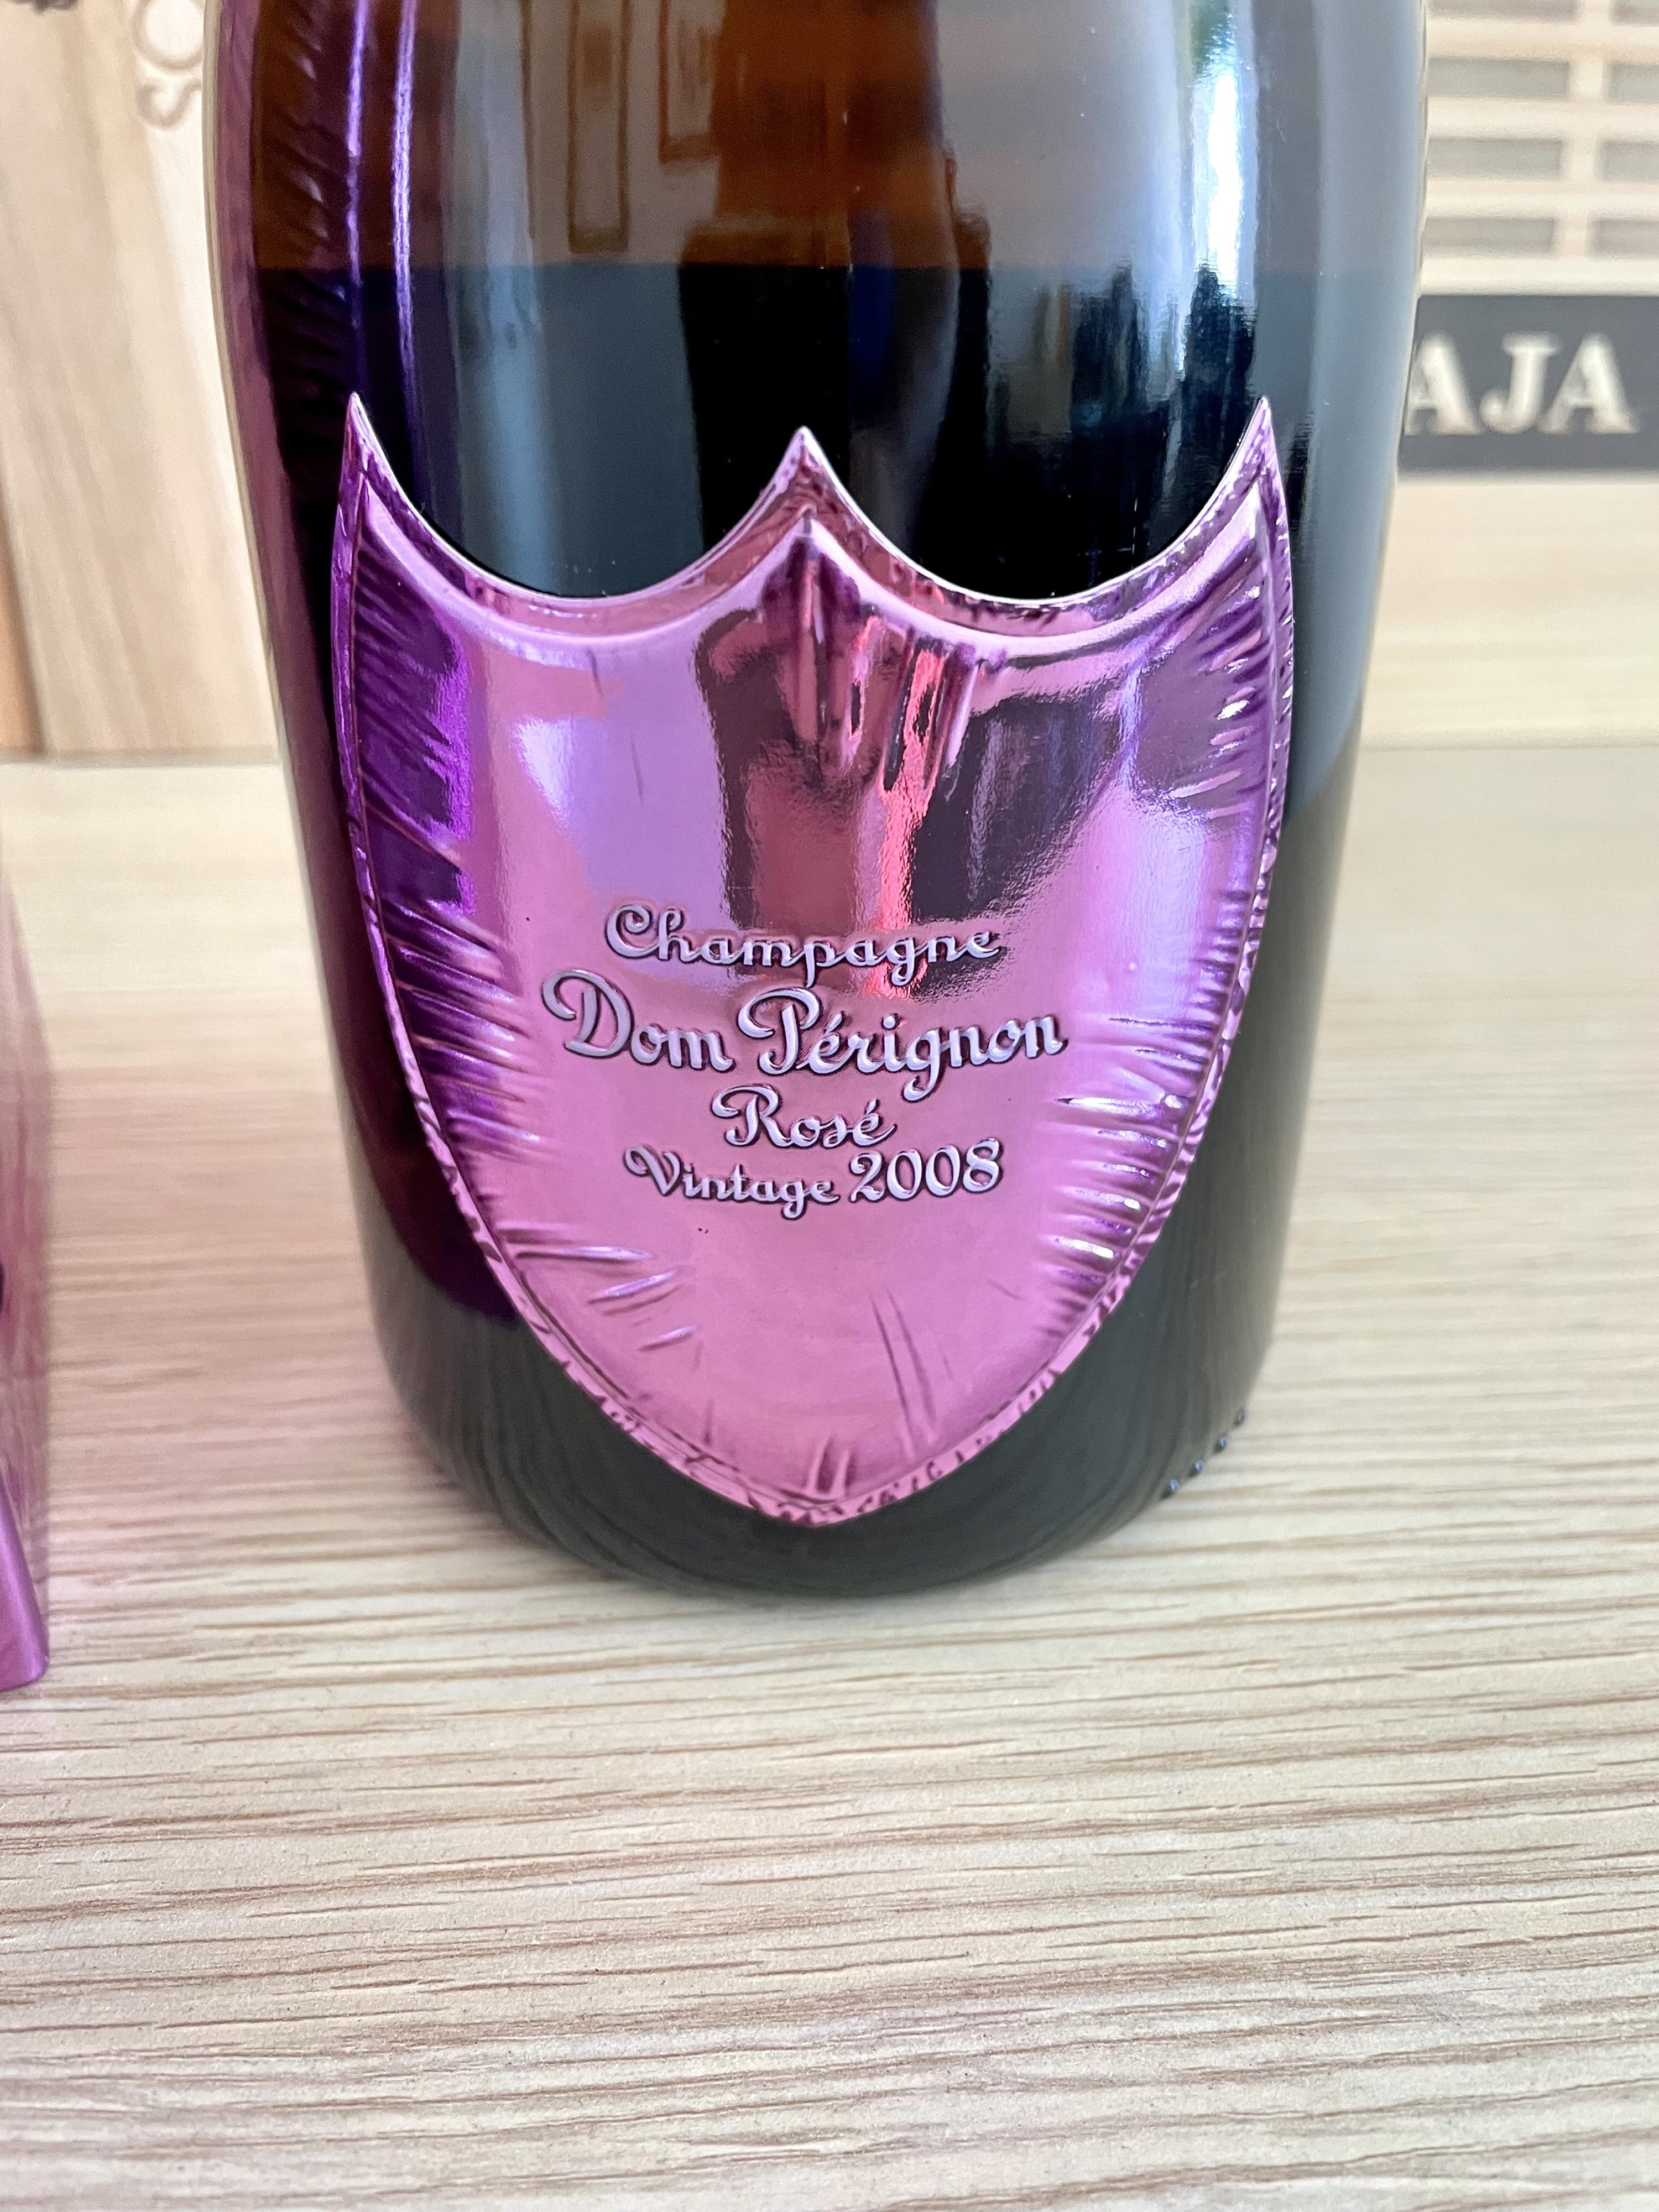 AJA
Champagne
Dom Pérignon
Rosé
Vintage 2008